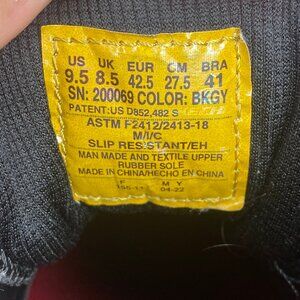 US UK EUR CM BRA
9.5 8.5 42.5 27.5 41
SN: 200069 COLOR: BKGY
PATENT: US D852,482 S
ASTM F2412/2413-18
M/I/C
SLIP RESISTANT/EH
MAN MADE AND TEXTILE UPPER
RUBBER SOLE
MADE IN CHINA/HECHO EN CHINA
F M Y
04-22